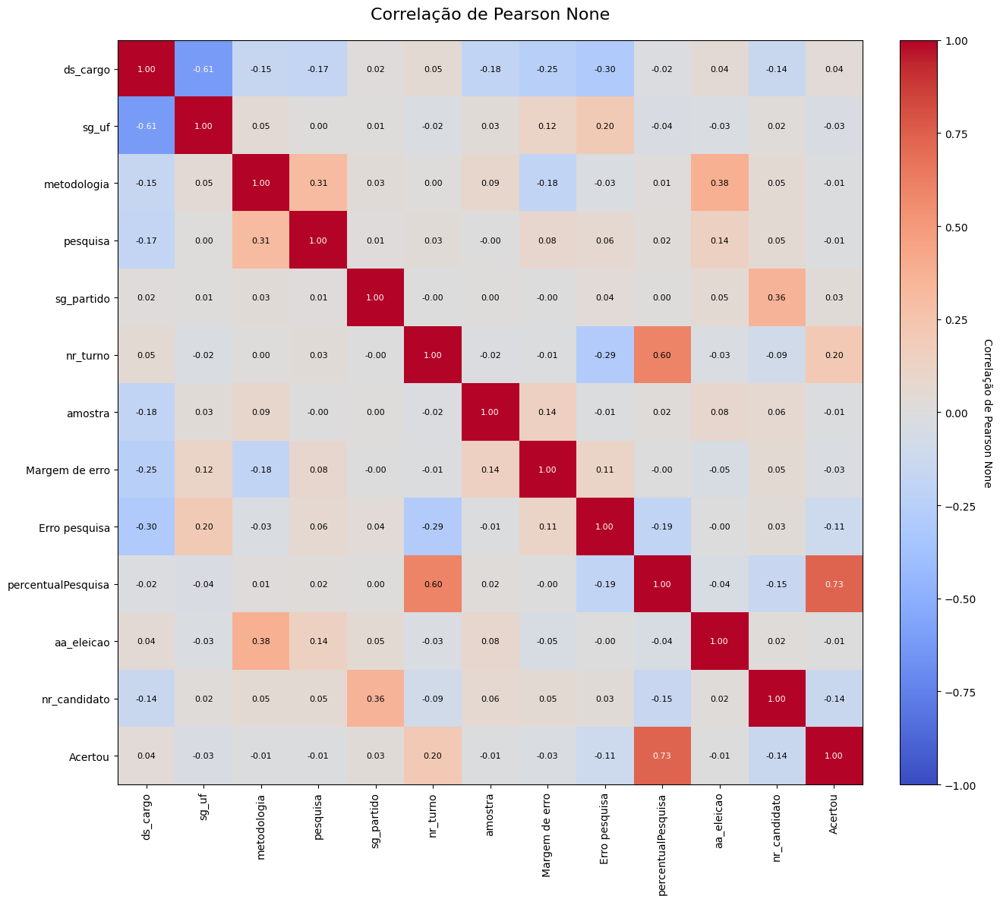 Correlação de Pearson None
ds_cargo 1.00 -0.61 -0.15 -0.17 0.02 0.05 -0.18 -0.25 -0.30 -0.02 0.04 -0.14 0.04
sg_uf -0.61 1.00 0.05 0.00 0.01 -0.02 0.03 0.12 0.20 -0.04 -0.03 0.02 -0.03
metodologia -0.15 0.05 1.00 0.31 0.03 0.00 0.09 -0.18 -0.03 0.01 0.38 0.05 -0.01
pesquisa -0.17 0.00 0.31 1.00 0.01 0.03 -0.00 0.08 0.06 0.02 0.14 0.05 -0.01
sg_partido 0.02 0.01 0.03 0.01 1.00 -0.00 0.00 -0.00 0.04 0.00 0.05 0.36 0.03
nr_turno 0.05 -0.02 0.00 0.03 -0.00 1.00 -0.02 -0.01 -0.29 0.60 -0.03 -0.09 0.20
amostra -0.18 0.03 0.09 -0.00 0.00 -0.02 1.00 0.14 -0.01 0.02 0.08 0.06 -0.01
Margem de erro -0.25 0.12 -0.18 0.08 -0.00 -0.01 0.14 1.00 0.11 -0.00 -0.05 0.05 -0.03
Erro pesquisa -0.30 0.20 -0.03 0.06 0.04 -0.29 -0.01 0.11 1.00 -0.19 -0.00 0.03 -0.11
percentualPesquisa -0.02 -0.04 0.01 0.02 0.00 0.60 0.02 -0.00 -0.19 1.00 -0.04 -0.15 0.73
aa_eleicao 0.04 -0.03 0.38 0.14 0.05 -0.03 0.08 -0.05 -0.00 -0.04 1.00 0.02 -0.01
nr_candidato -0.14 0.02 0.05 0.05 0.36 -0.09 0.06 0.05 0.03 -0.15 0.02 1.00 -0.14
Acertou 0.04 -0.03 -0.01 -0.01 0.03 0.20 -0.01 -0.03 -0.11 0.73 -0.01 -0.14 1.00
ds_cargo
sg_uf
metodologia
pesquisa
sg_partido
nr_turno
amostra
Margem de erro
Erro pesquisa
percentualPesquisa
aa_eleicao
nr_candidato
Acertou
1.00
0.75
0.50
0.25
0.00
−0.25
−0.50
−0.75
−1.00
Correlação de Pearson None